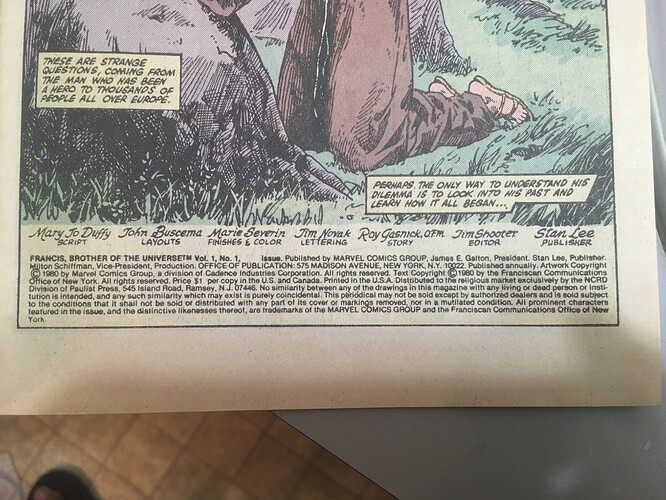 THESE ARE STRANGE
QUESTIONS, COMING FROM
THE MAN WHO HAS BEEN
A HERO TO THOUSANDS OF
PEOPLE ALL OVER EUROPE.
PERHAPS THE ONLY WAY TO UNDERSTAND HIS
DILEMMA IS TO LOOK INTO HIS PAST AND
LEARN HOW IT ALL BEGAN...
Mary Jo Duffy John Buscema Marie Severin Jim Novak Roy Gasnick, O.F.M. Jim Shooter Stan Lee
SCRIPT LAYOUTS FINISHES & COLOR LETTERING STORY EDITOR PUBLISHER
FRANCIS, BROTHER OF THE UNIVERSE™ Vol. 1, No. 1, issue. Published by MARVEL COMICS GROUP, James E. Galton, President. Stan Lee, Publisher.
Milton Schiffman, Vice-President, Production. OFFICE OF PUBLICATION: 575 MADISON AVENUE, NEW YORK, N.Y. 10022. Published annually. Artwork Copyright
©1980 by Marvel Comics Group, a division of Cadence Industries Corporation. All rights reserved. Text Copyright ©1980 by the Franciscan Communications
Office of New York. All rights reserved. Price $1. per copy in the U.S. and Canada. Printed in the U.S.A. Distributed to the religious market exclusively by the NCRD
Division of Paulist Press, 545 Island Road, Ramsey, N.J. 07446. No similarity between any of the drawings in this magazine with any living or dead person or insti-
tution is intended, and any such similarity which may exist is purely coincidental. This periodical may not be sold except by authorized dealers and is sold subject
to the conditions that it shall not be sold or distributed with any part of its cover or markings removed, nor in a mutilated condition. All prominent characters
featured in the issue, and the distinctive likenesses thereof, are trademarks of the MARVEL COMICS GROUP and the Franciscan Communications Office of New
York.